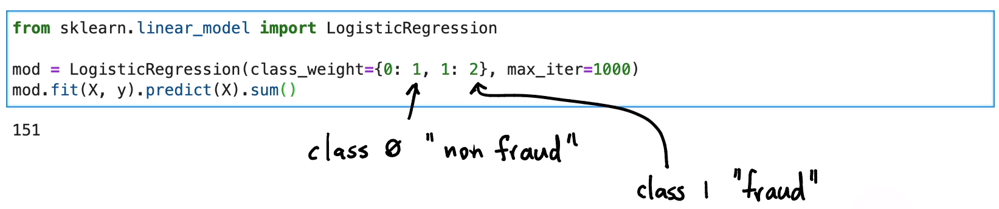 from sklearn.linear_model import LogisticRegression
mod = LogisticRegression(class_weight={0: 1, 1: 2}, max_iter=1000)
mod.fit(X, y).predict(X).sum()
151
class 0 "non fraud"
class 1 "fraud"